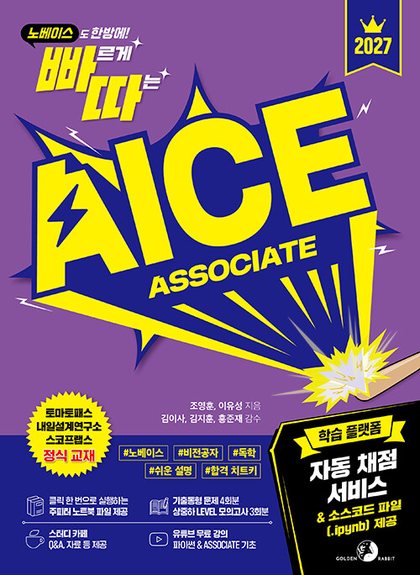 노베이스도 한방에!
2027
빠르게
따는
AICE
ASSOCIATE
조영훈, 이유성 지음
김이사, 김지훈, 홍준재 감수
토마토패스
내일설계연구소
스코프랩스
정식 교재
#노베이스 #비전공자 #독학
#쉬운 설명 #합격 치트키
클릭 한 번으로 실행하는
주피터 노트북 파일 제공
기출동형 문제 4회분
상중하 LEVEL 모의고사 3회분
스터디 카페
Q&A, 자료 등 제공
유튜브 무료 강의
파이썬 & ASSOCIATE 기초
학습 플랫폼
자동 채점
서비스
& 소스코드 파일
(.ipynb) 제공
GOLDEN RABBIT